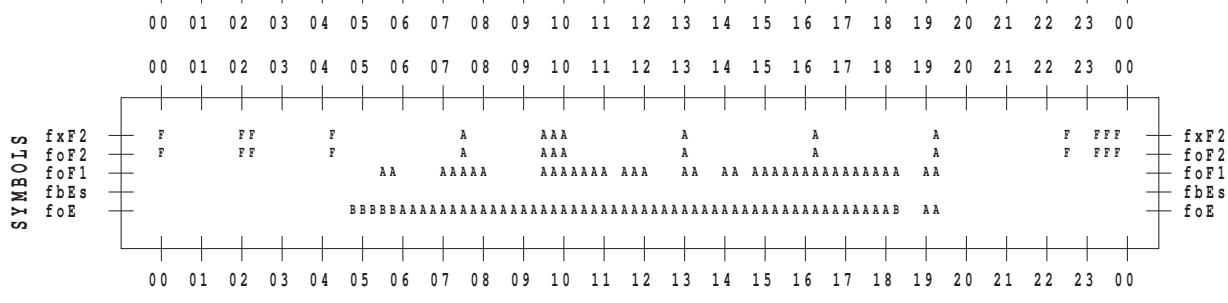 00 01 02 03 04 05 06 07 08 09 10 11 12 13 14 15 16 17 18 19 20 21 22 23 00
00 01 02 03 04 05 06 07 08 09 10 11 12 13 14 15 16 17 18 19 20 21 22 23 00
SYMBOLS
fxF2 F FF F A AAA A A A F FFF fxF2
foF2 F FF F A AAA A A A F FFF foF2
foF1 AA AAAAA AAAAAAA AAA AA AA AAAAAAAAAAAAAAA AA foF1
fbEs fbEs
foE BBBBBAAAAAAAAAAAAAAAAAAAAAAAAAAAAAAAAAAAAAAAAAAAAAAAAAB AA foE
00 01 02 03 04 05 06 07 08 09 10 11 12 13 14 15 16 17 18 19 20 21 22 23 00